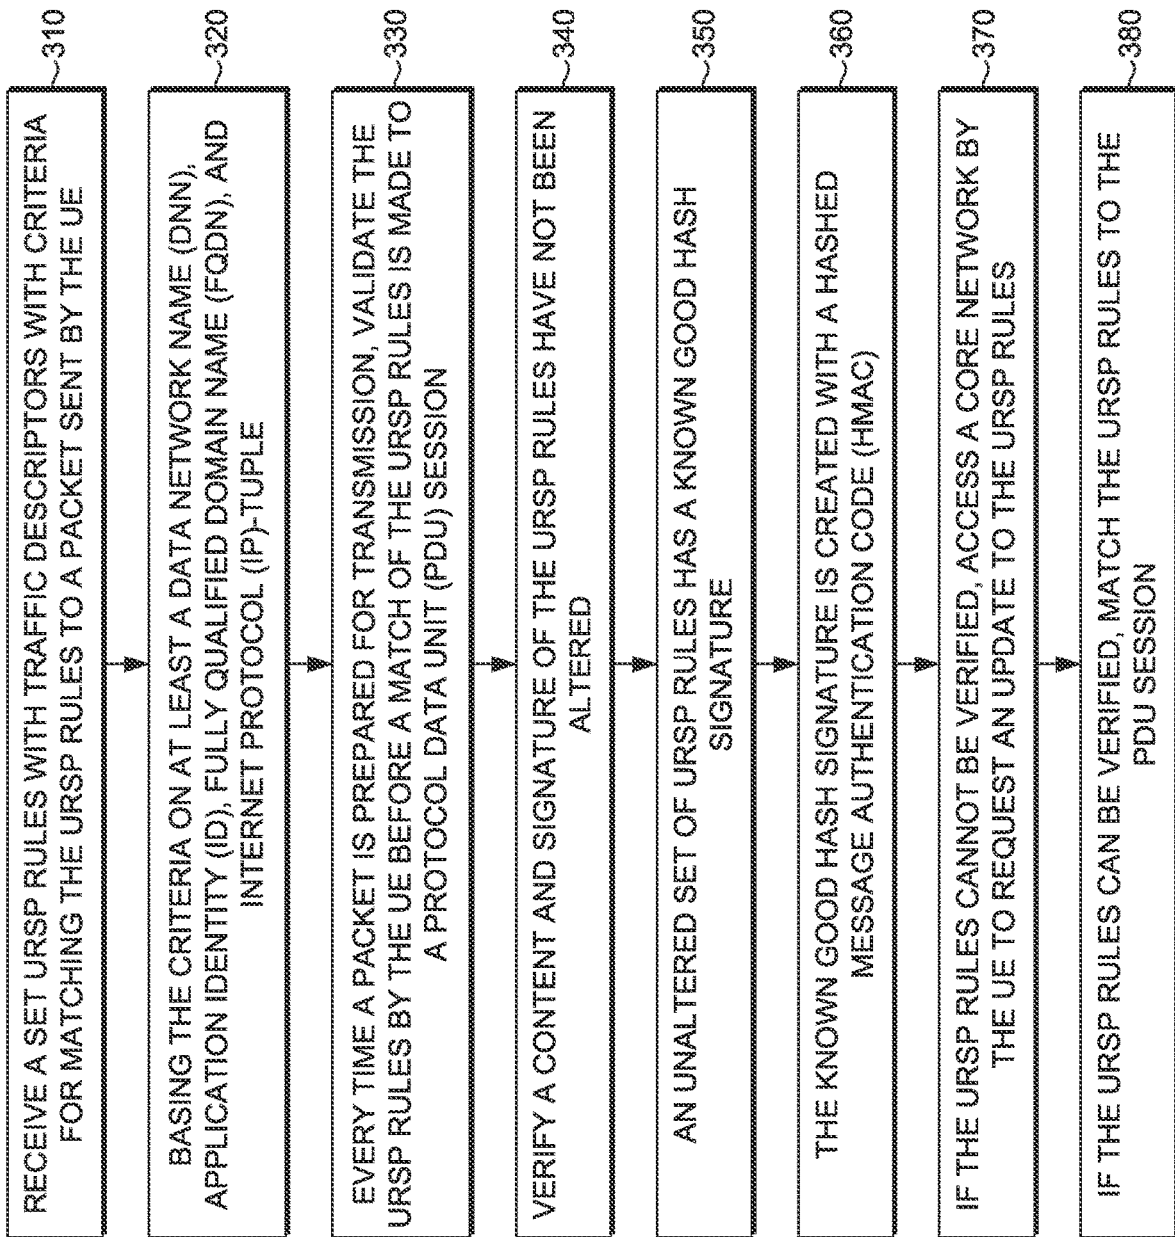 RECEIVE A SET URSP RULES WITH TRAFFIC DESCRIPTORS WITH CRITERIA
FOR MATCHING THE URSP RULES TO A PACKET SENT BY THE UE
310
BASING THE CRITERIA ON AT LEAST A DATA NETWORK NAME (DNN),
APPLICATION IDENTITY (ID), FULLY QUALIFIED DOMAIN NAME (FQDN), AND
INTERNET PROTOCOL (IP)-TUPLE
320
EVERY TIME A PACKET IS PREPARED FOR TRANSMISSION, VALIDATE THE
URSP RULES BY THE UE BEFORE A MATCH OF THE URSP RULES IS MADE TO
A PROTOCOL DATA UNIT (PDU) SESSION
330
VERIFY A CONTENT AND SIGNATURE OF THE URSP RULES HAVE NOT BEEN
ALTERED
340
AN UNALTERED SET OF URSP RULES HAS A KNOWN GOOD HASH
SIGNATURE
350
THE KNOWN GOOD HASH SIGNATURE IS CREATED WITH A HASHED
MESSAGE AUTHENTICATION CODE (HMAC)
360
IF THE URSP RULES CANNOT BE VERIFIED, ACCESS A CORE NETWORK BY
THE UE TO REQUEST AN UPDATE TO THE URSP RULES
370
IF THE URSP RULES CAN BE VERIFIED, MATCH THE URSP RULES TO THE
PDU SESSION
380